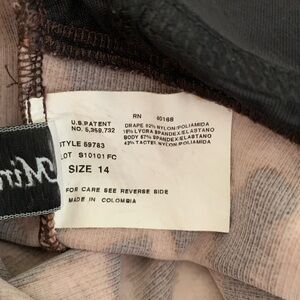 U.S. PATENT
NO. 5,359,732
RN 40188
DRAPE 82% NYLON/POLIAMIDA
18% LYCRA SPANDEX/ELASTANO
BODY 57% SPANDEX/ELASTANO
43% TACTEL NYLON/POLIAMIDA
STYLE 59783
LOT S10101 FC
SIZE 14
FOR CARE SEE REVERSE SIDE
MADE IN COLOMBIA